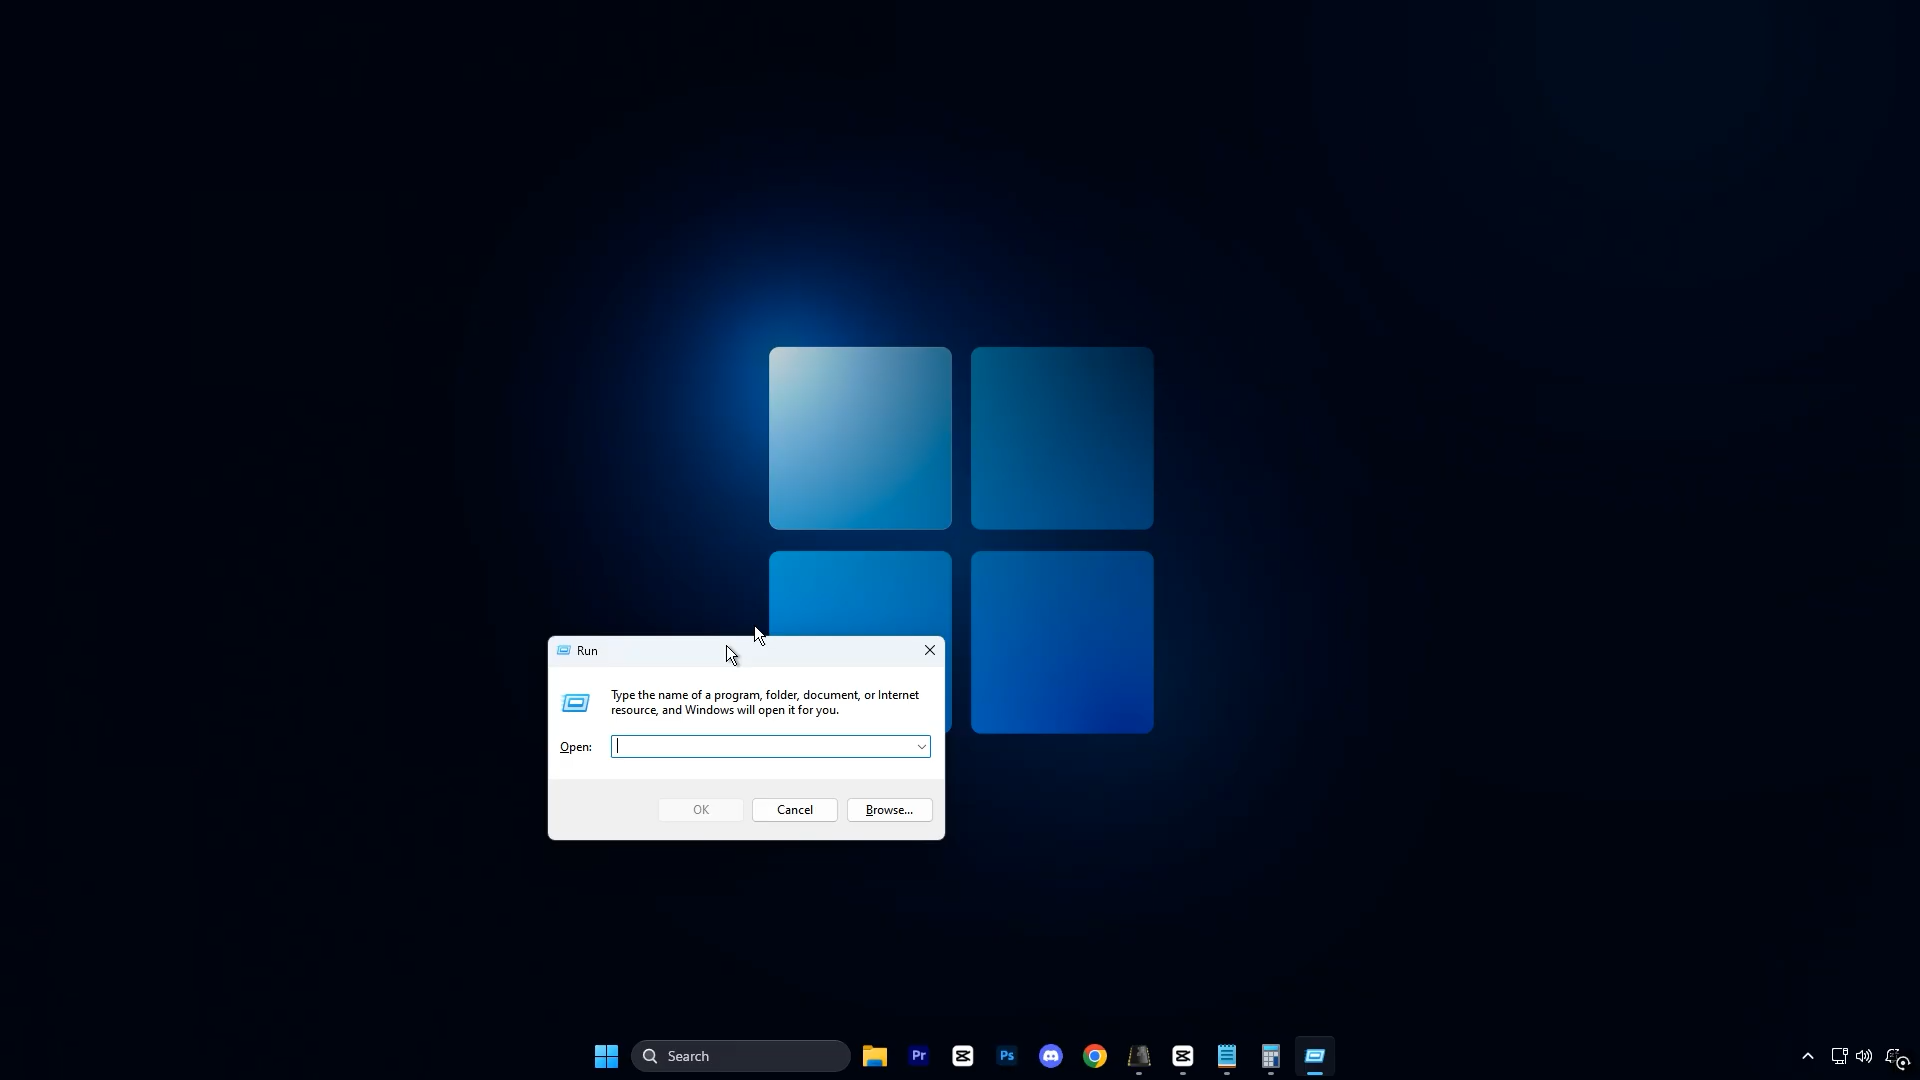 Run
Type the name of a program, folder, document, or Internet
resource, and Windows will open it for you.
Open:
OK
Cancel
Browse...
Search
Pr
Ps